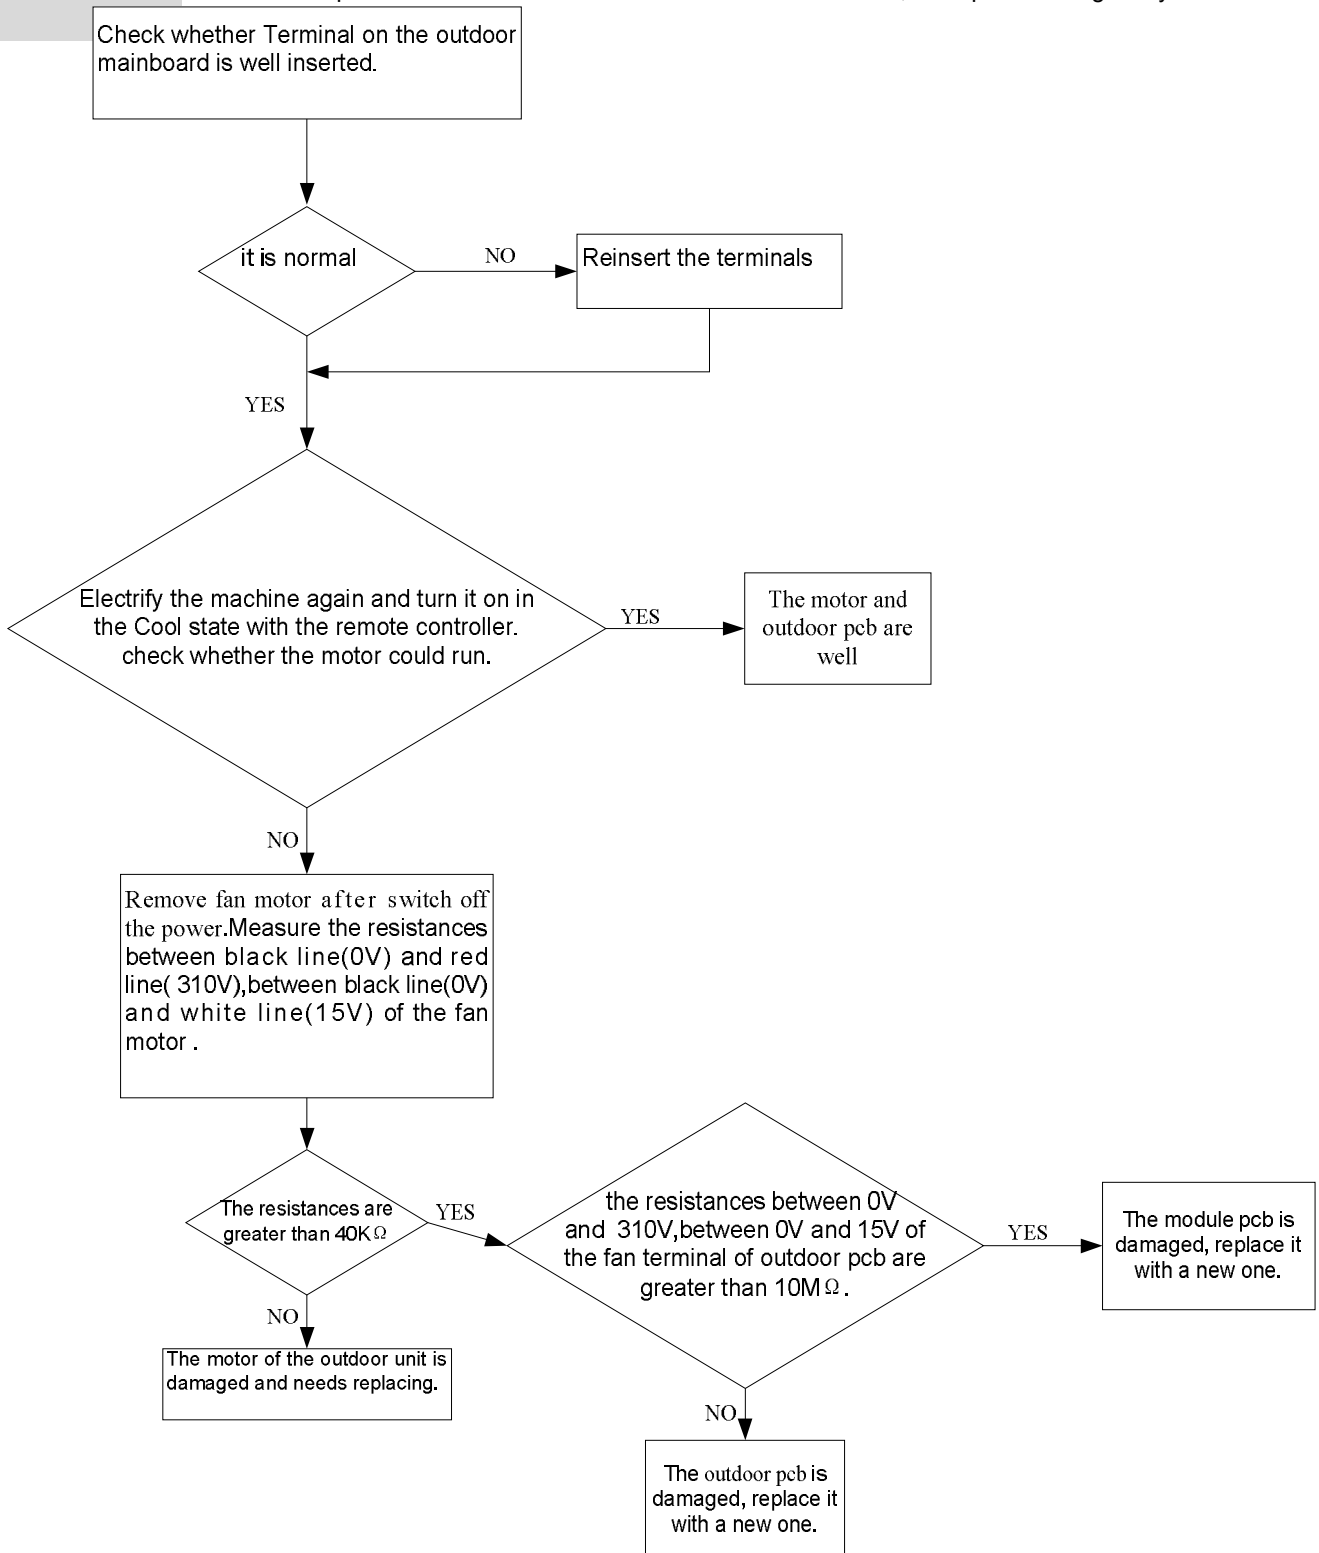 Check whether Terminal on the outdoor
mainboard is well inserted.
it is normal
NO
Reinsert the terminals
YES
Electrify the machine again and turn it on in
the Cool state with the remote controller.
check whether the motor could run.
YES
The motor and
outdoor pcb are
well
NO
Remove fan motor after switch off
the power.Measure the resistances
between black line(0V) and red
line( 310V),between black line(0V)
and white line(15V) of the fan
motor .
The resistances are
greater than 40KΩ
YES
the resistances between 0V
and 310V,between 0V and 15V of
the fan terminal of outdoor pcb are
greater than 10MΩ.
YES
The module pcb is
damaged, replace it
with a new one.
NO
The motor of the outdoor unit is
damaged and needs replacing.
NO
The outdoor pcb is
damaged, replace it
with a new one.